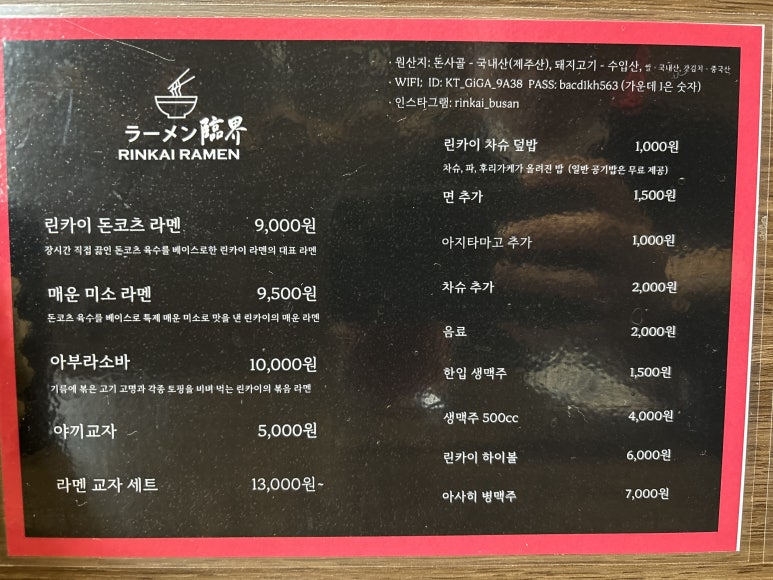 ラーメン 臨界
RINKAI RAMEN
· 원산지: 돈사골 - 국내산(제주산), 돼지고기 - 수입산, 쌀 - 국내산, 갓김치 - 중국산
· WIFI; ID: KT_GiGA_9A38 PASS: bacd1kh563 (가운데 1은 숫자)
· 인스타그램: rinkai_busan
린카이 돈코츠 라멘 9,000원
장시간 직접 끓인 돈코츠 육수를 베이스로한 린카이 라멘의 대표 라멘
매운 미소 라멘 9,500원
돈코츠 육수를 베이스로 특제 매운 미소로 맛을 낸 린카이의 매운 라멘
아부라소바 10,000원
기름에 볶은 고기 고명과 각종 토핑을 비벼 먹는 린카이의 볶음 라멘
야끼교자 5,000원
라멘 교자 세트 13,000원~
린카이 차슈 덮밥 1,000원
차슈, 파, 후리가케가 올려진 밥 (일반 공기밥은 무료 제공)
면 추가 1,500원
아지타마고 추가 1,000원
차슈 추가 2,000원
음료 2,000원
한입 생맥주 1,500원
생맥주 500cc 4,000원
린카이 하이볼 6,000원
아사히 병맥주 7,000원